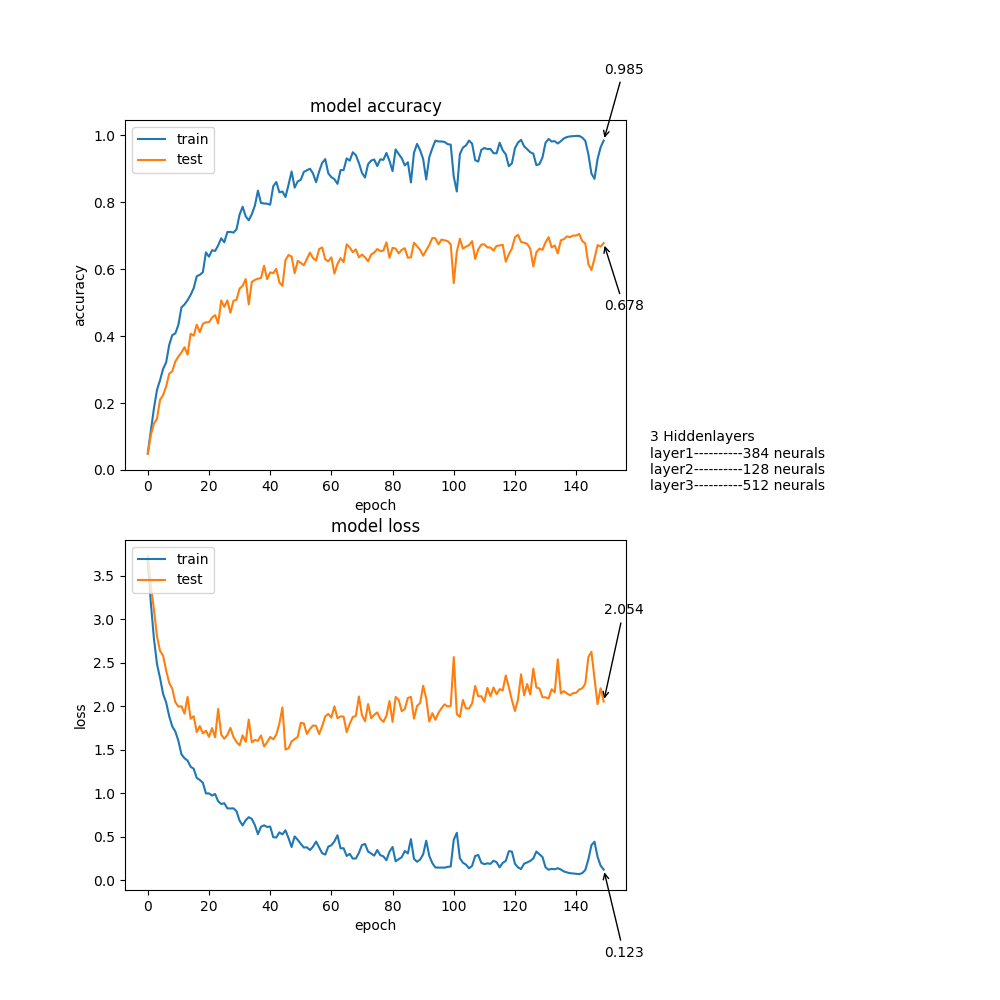 0.985
model accuracy
train
test
1.0
0.8
0.6
0.4
0.2
0.0
accuracy
0 20 40 60 80 100 120 140
epoch
0.678
3 Hiddenlayers
layer1----------384 neurals
layer2----------128 neurals
layer3----------512 neurals
model loss
train
test
3.5
3.0
2.5
2.0
1.5
1.0
0.5
0.0
loss
0 20 40 60 80 100 120 140
epoch
2.054
0.123